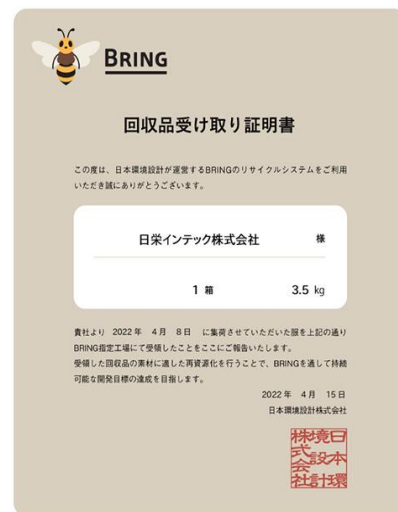 BRING
回収品受け取り証明書
この度は、日本環境設計が運営するBRINGのリサイクルシステムをご利用
いただき誠にありがとうございます。
日栄インテック株式会社 様
1 箱 3.5 kg
貴社より 2022 年 4 月 8 日 に集荷させていただいた服を上記の通り
BRING指定工場にて受領したことをここにご報告いたします。
受領した回収品の素材に適した再資源化を行うことで、BRINGを通して持続
可能な開発目標の達成を目指します。
2022 年 4 月 15 日
日本環境設計株式会社
日本環
境設計
株式会社